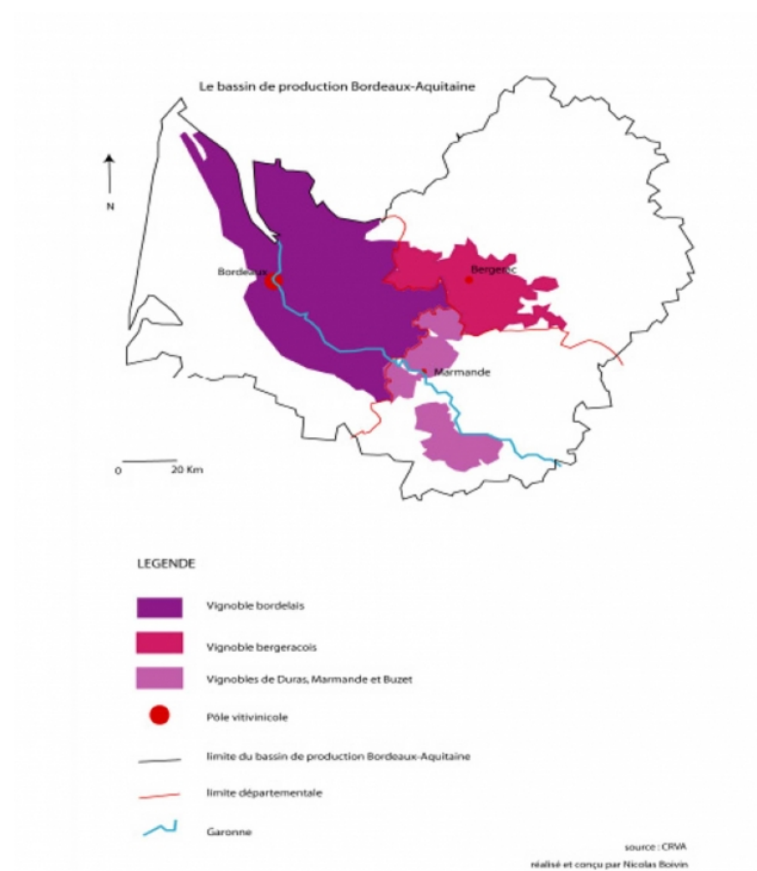 Le bassin de production Bordeaux-Aquitaine
N
Bordeaux
Bergerac
Marmande
0 20 Km
LEGENDE
Vignoble bordelais
Vignoble bergeracois
Vignobles de Duras, Marmande et Buzet
Pôle vitivinicole
limite du bassin de production Bordeaux-Aquitaine
limite départementale
Garonne
source : CRVA
réalisé et conçu par Nicolas Boivin